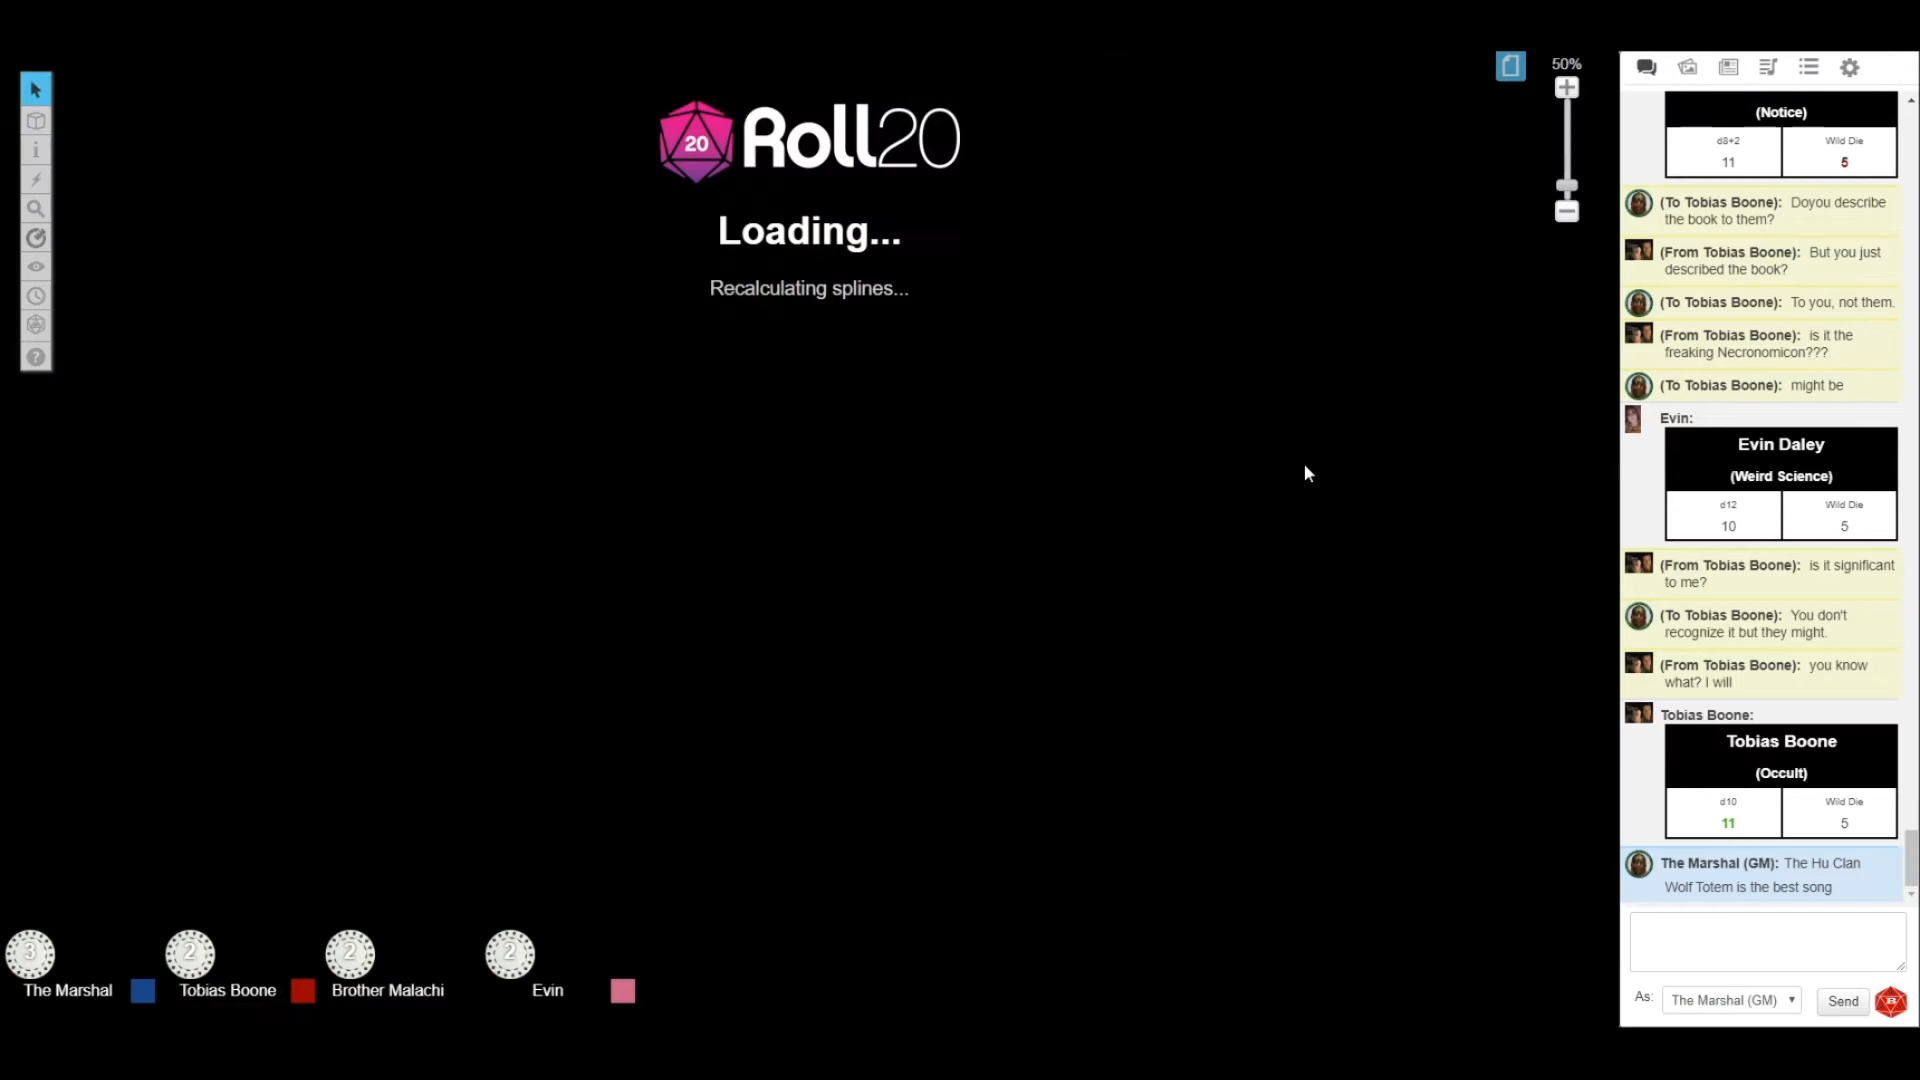 20 Roll20
Loading...
Recalculating splines...
50%
(Notice)
d8+2 Wild Die
11 5
(To Tobias Boone): Doyou describe
the book to them?
(From Tobias Boone): But you just
described the book?
(To Tobias Boone): To you, not them.
(From Tobias Boone): is it the
freaking Necronomicon???
(To Tobias Boone): might be
Evin:
Evin Daley
(Weird Science)
d12 Wild Die
10 5
(From Tobias Boone): is it significant
to me?
(To Tobias Boone): You don't
recognize it but they might.
(From Tobias Boone): you know
what? I will
Tobias Boone:
Tobias Boone
(Occult)
d10 Wild Die
11 5
The Marshal (GM): The Hu Clan
Wolf Totem is the best song
As: The Marshal (GM) Send
3 2 2 2
The Marshal Tobias Boone Brother Malachi Evin